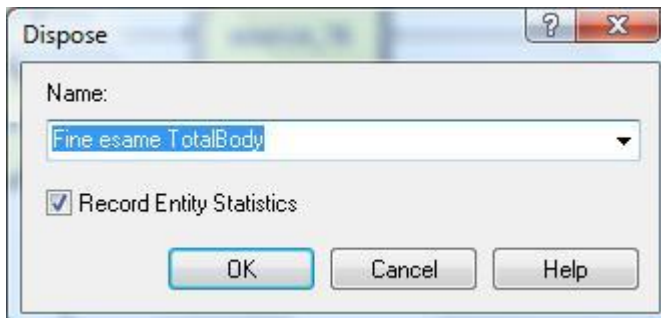 Dispose
Name:
Fine esame TotalBody
Record Entity Statistics
OK Cancel Help